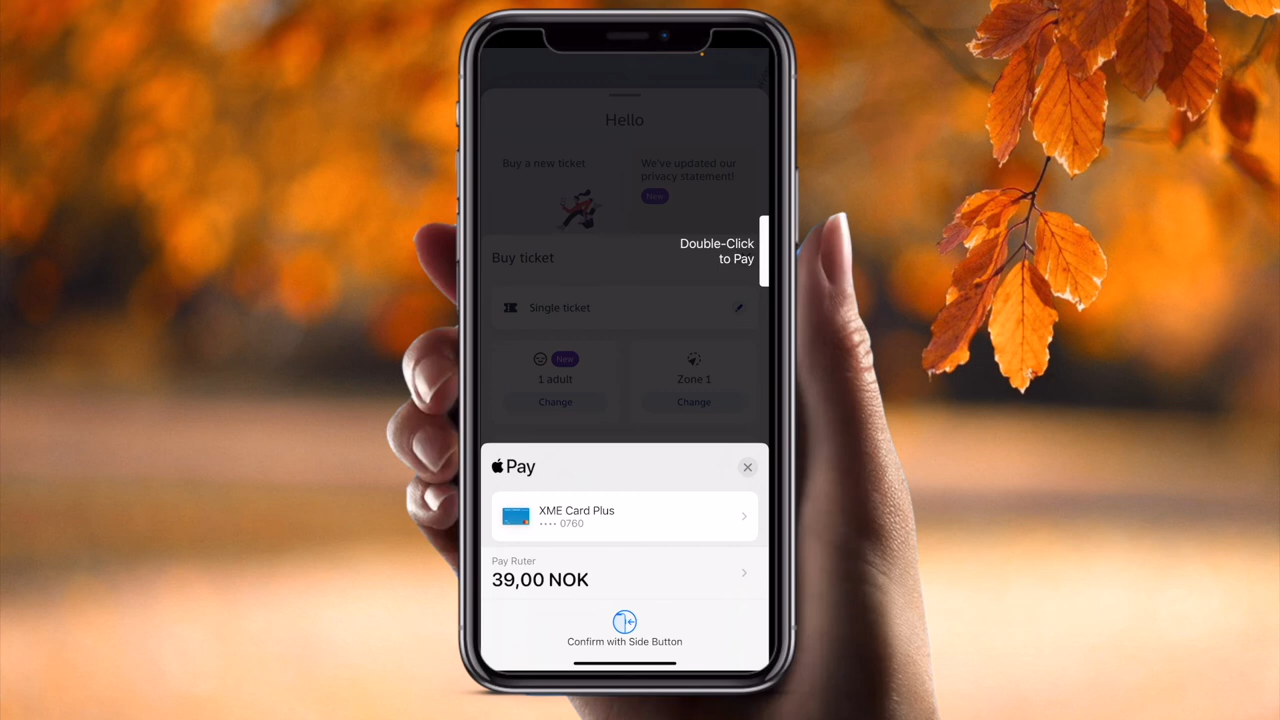 Hello
Buy a new ticket
We've updated our
privacy statement!
New
Double-Click
to Pay
Buy ticket
Single ticket
New
1 adult
Zone 1
Change
Change
Pay
XME Card Plus
•••• 0760
Pay Ruter
39,00 NOK
Confirm with Side Button